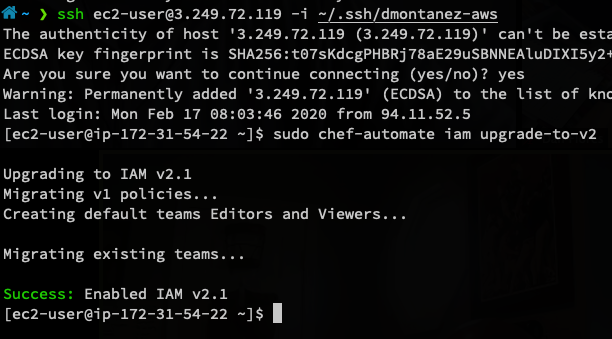 ~ ❯ ssh ec2-user@3.249.72.119 -i ~/.ssh/dmontanez-aws
The authenticity of host '3.249.72.119 (3.249.72.119)' can't be esta
ECDSA key fingerprint is SHA256:t07sKdcgPHBRj78aE29uSBNNEAluDIXI5y2+
Are you sure you want to continue connecting (yes/no)? yes
Warning: Permanently added '3.249.72.119' (ECDSA) to the list of kno
Last login: Mon Feb 17 08:03:46 2020 from 94.11.52.5
[ec2-user@ip-172-31-54-22 ~]$ sudo chef-automate iam upgrade-to-v2
Upgrading to IAM v2.1
Migrating v1 policies...
Creating default teams Editors and Viewers...
Migrating existing teams...
Success: Enabled IAM v2.1
[ec2-user@ip-172-31-54-22 ~]$